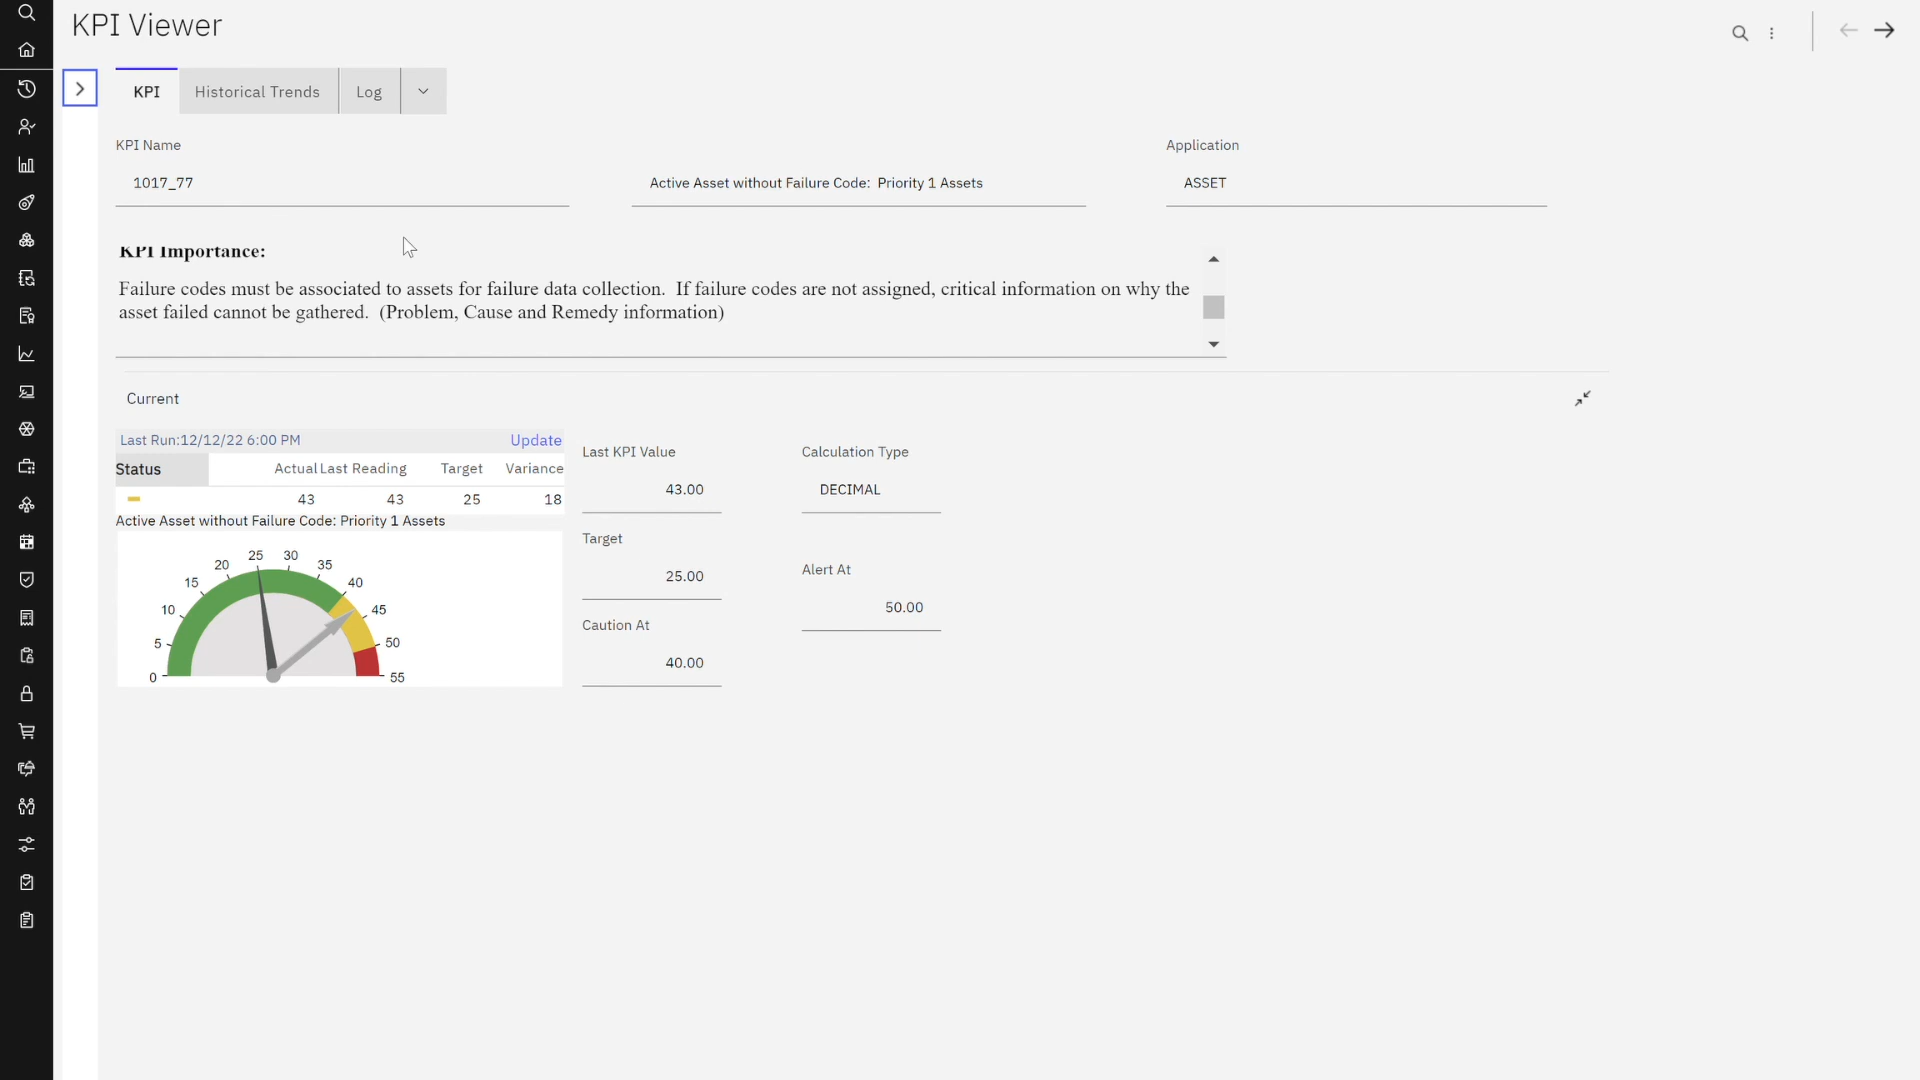 KPI Viewer
KPI
Historical Trends
Log
KPI Name
Application
1017_77
Active Asset without Failure Code:  Priority 1 Assets
ASSET
KPI Importance:
Failure codes must be associated to assets for failure data collection.  If failure codes are not assigned, critical information on why the
asset failed cannot be gathered.  (Problem, Cause and Remedy information)
Current
Last Run:12/12/22 6:00 PM
Update
Status Actual Last Reading Target Variance
43 43 25 18
Active Asset without Failure Code: Priority 1 Assets
0
5
10
15
20
25
30
35
40
45
50
55
Last KPI Value
43.00
Calculation Type
DECIMAL
Target
25.00
Alert At
50.00
Caution At
40.00